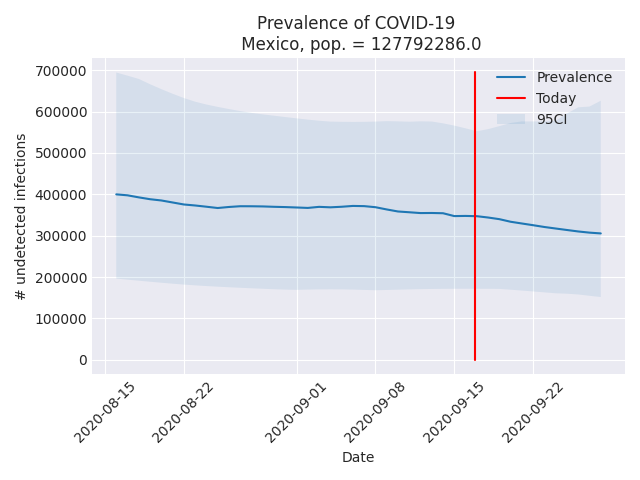 Prevalence of COVID-19
Mexico, pop. = 127792286.0
700000
600000
500000
400000
300000
200000
100000
0
# undetected infections
Prevalence
Today
95CI
2020-08-15
2020-08-22
2020-09-01
2020-09-08
2020-09-15
2020-09-22
Date